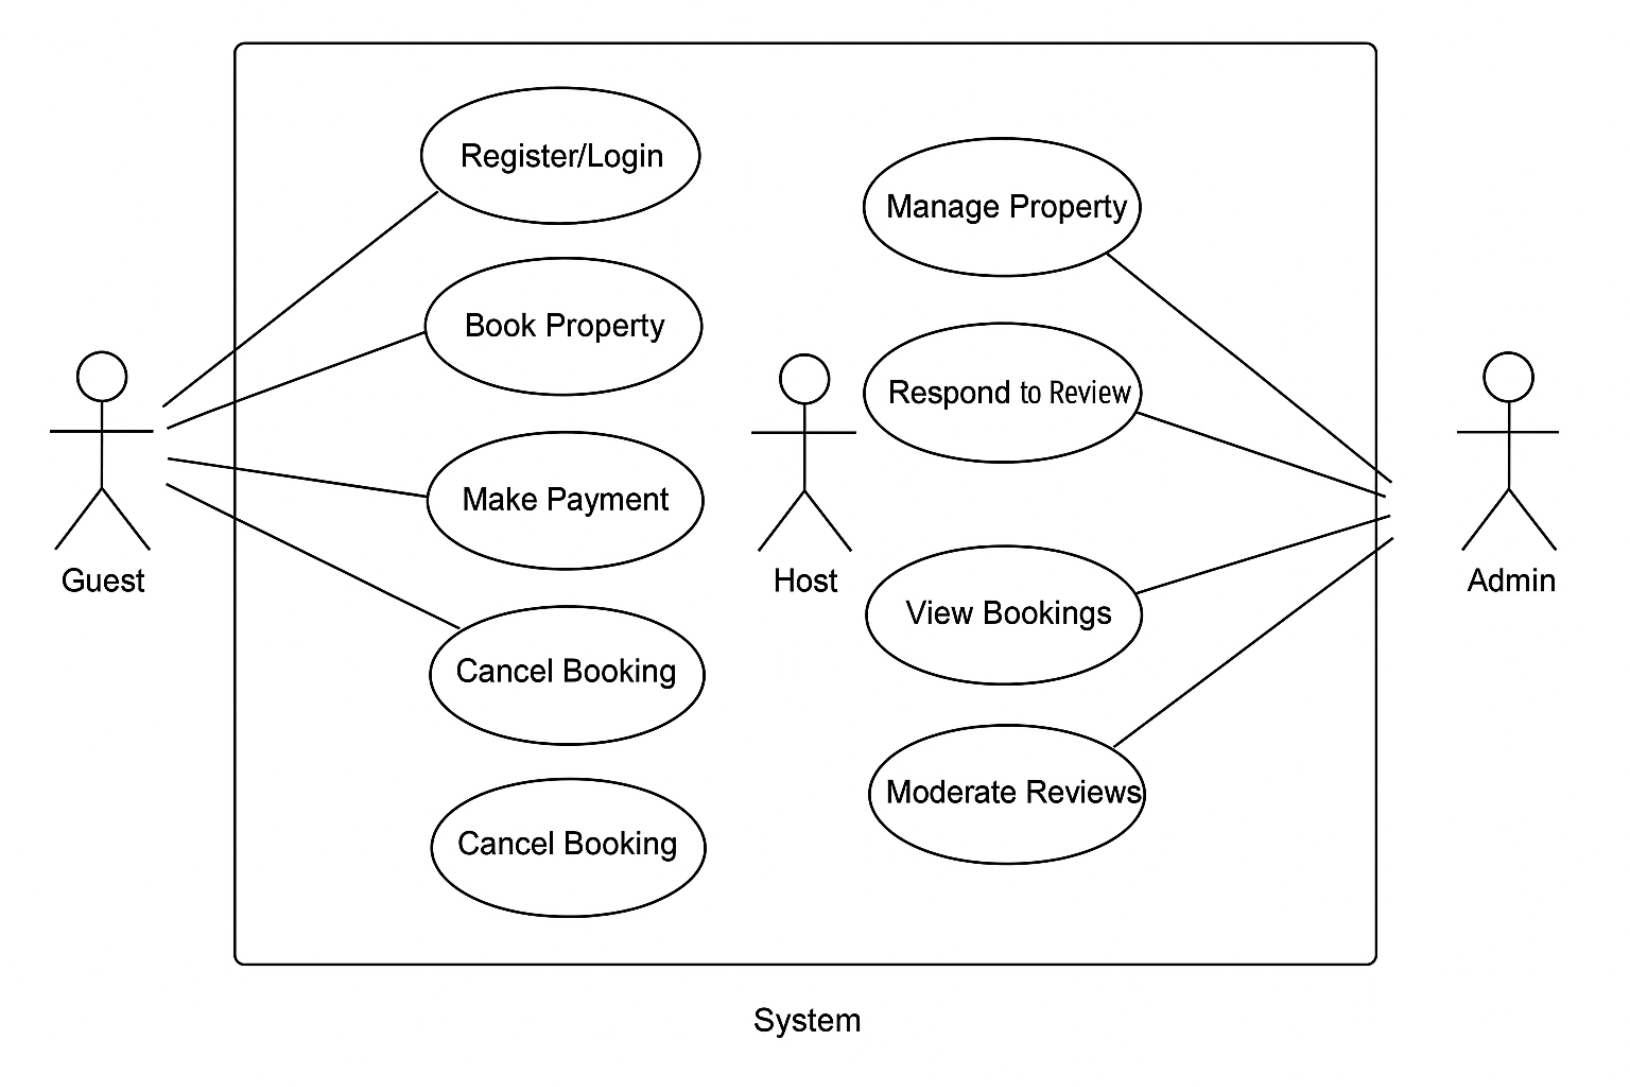 Register/Login
Book Property
Make Payment
Cancel Booking
Cancel Booking
Manage Property
Respond to Review
View Bookings
Moderate Reviews
Guest
Host
Admin
System